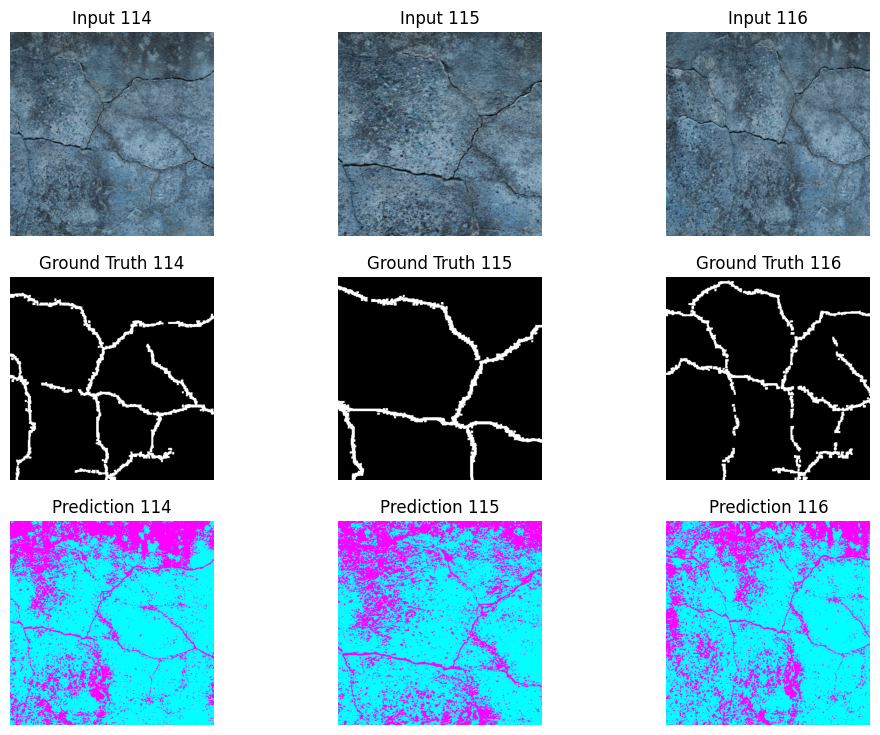 Input 114
Input 115
Input 116
Ground Truth 114
Ground Truth 115
Ground Truth 116
Prediction 114
Prediction 115
Prediction 116